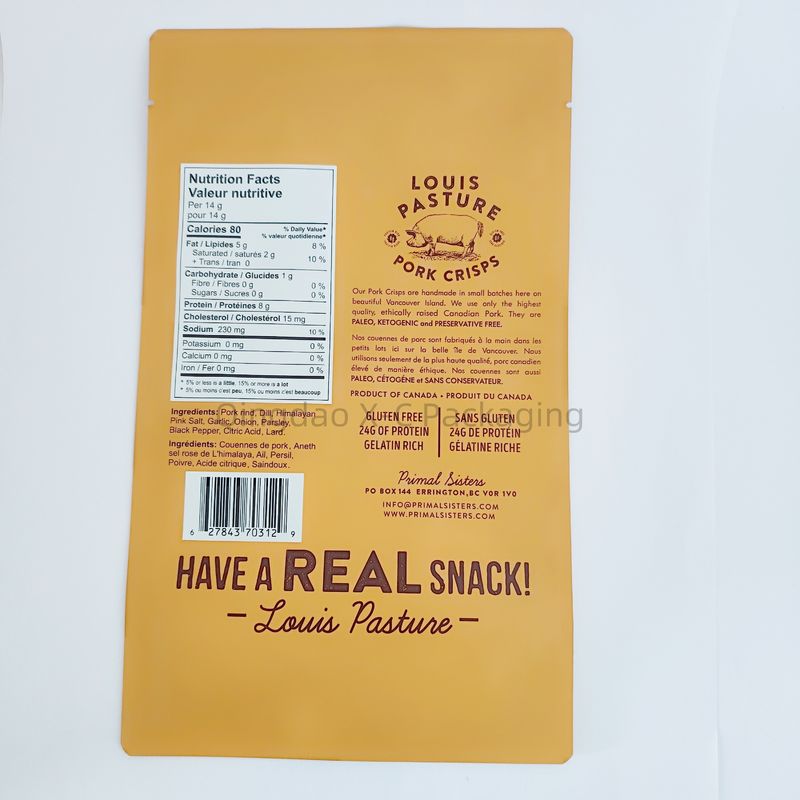 Nutrition Facts
Valeur nutritive
Per 14 g
pour 14 g
Calories 80
% Daily Value*
% valeur quotidienne*
Fat / Lipides 5 g 8 %
Saturated / saturés 2 g
+ Trans / tran 0 10 %
Carbohydrate / Glucides 1 g
Fibre / Fibres 0 g 0 %
Sugars / Sucres 0 g 0 %
Protein / Protéines 8 g
Cholesterol / Cholestérol 15 mg
Sodium 230 mg 10 %
Potassium 0 mg 0 %
Calcium 0 mg 0 %
Iron / Fer 0 mg 0 %
* 5% or less is a little, 15% or more is a lot
* 5% ou moins c'est peu, 15% ou moins c'est beaucoup
Ingredients: Pork rind, Dill, Himalayan
Pink Salt, Garlic, Onion, Parsley,
Black Pepper, Citric Acid, Lard.
Ingrédients: Couennes de pork, Aneth
sel rose de L'himalaya, Ail, Persil,
Poivre, Acide citrique, Saindoux.
6 27843 70312 9
LOUIS
PASTURE
PORK CRISPS
Our Pork Crisps are handmade in small batches here on
beautiful Vancouver Island. We use only the highest
quality, ethically raised Canadian Pork. They are
PALEO, KETOGENIC and PRESERVATIVE FREE.
Nos couennes de porc sont fabriqués à la main dans les
petits lots ici sur la belle île de Vancouver. Nous
utilisons seulement de la plus haute qualité, porc canadien
élevé de manière éthique. Nos couennes sont aussi
PALEO, CÉTOGÈNE et SANS CONSERVATEUR.
PRODUCT OF CANADA • PRODUIT DU CANADA
GLUTEN FREE
24G OF PROTEIN
GELATIN RICH
SANS GLUTEN
24G DE PROTÉIN
GÉLATINE RICHE
Qingdao X.G Packaging
Primal Sisters
PO BOX 144 ERRINGTON, BC V0R 1V0
INFO@PRIMALSISTERS.COM
WWW.PRIMALSISTERS.COM
HAVE A REAL SNACK!
– Louis Pasture –